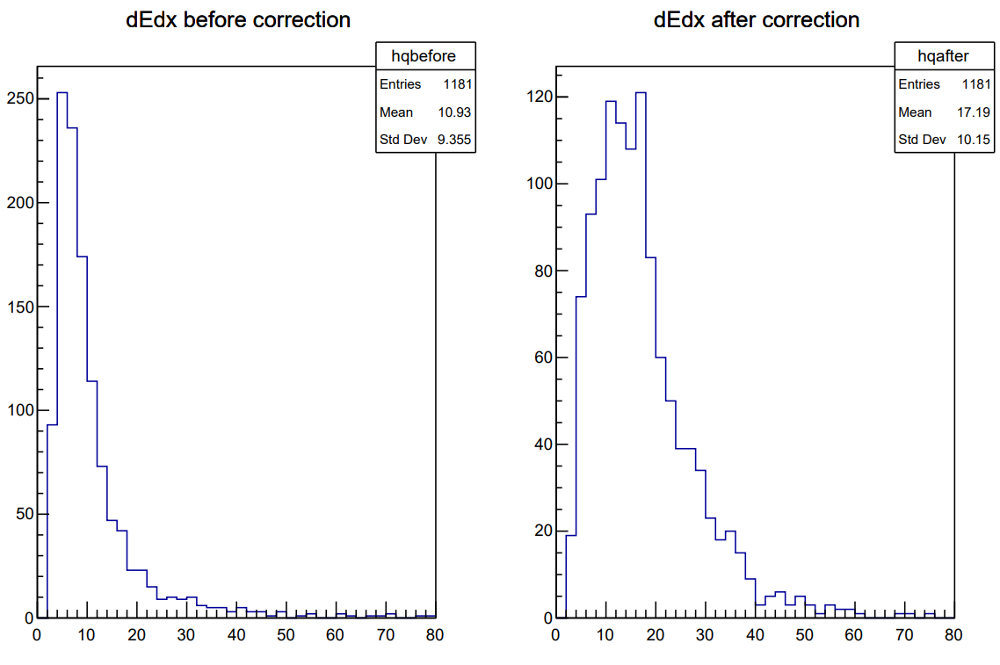 dEdx before correction
hqbefore
Entries 1181
Mean 10.93
Std Dev 9.355
250
200
150
100
50
0
0 10 20 30 40 50 60 70 80
dEdx after correction
hqafter
Entries 1181
Mean 17.19
Std Dev 10.15
120
100
80
60
40
20
0
0 10 20 30 40 50 60 70 80